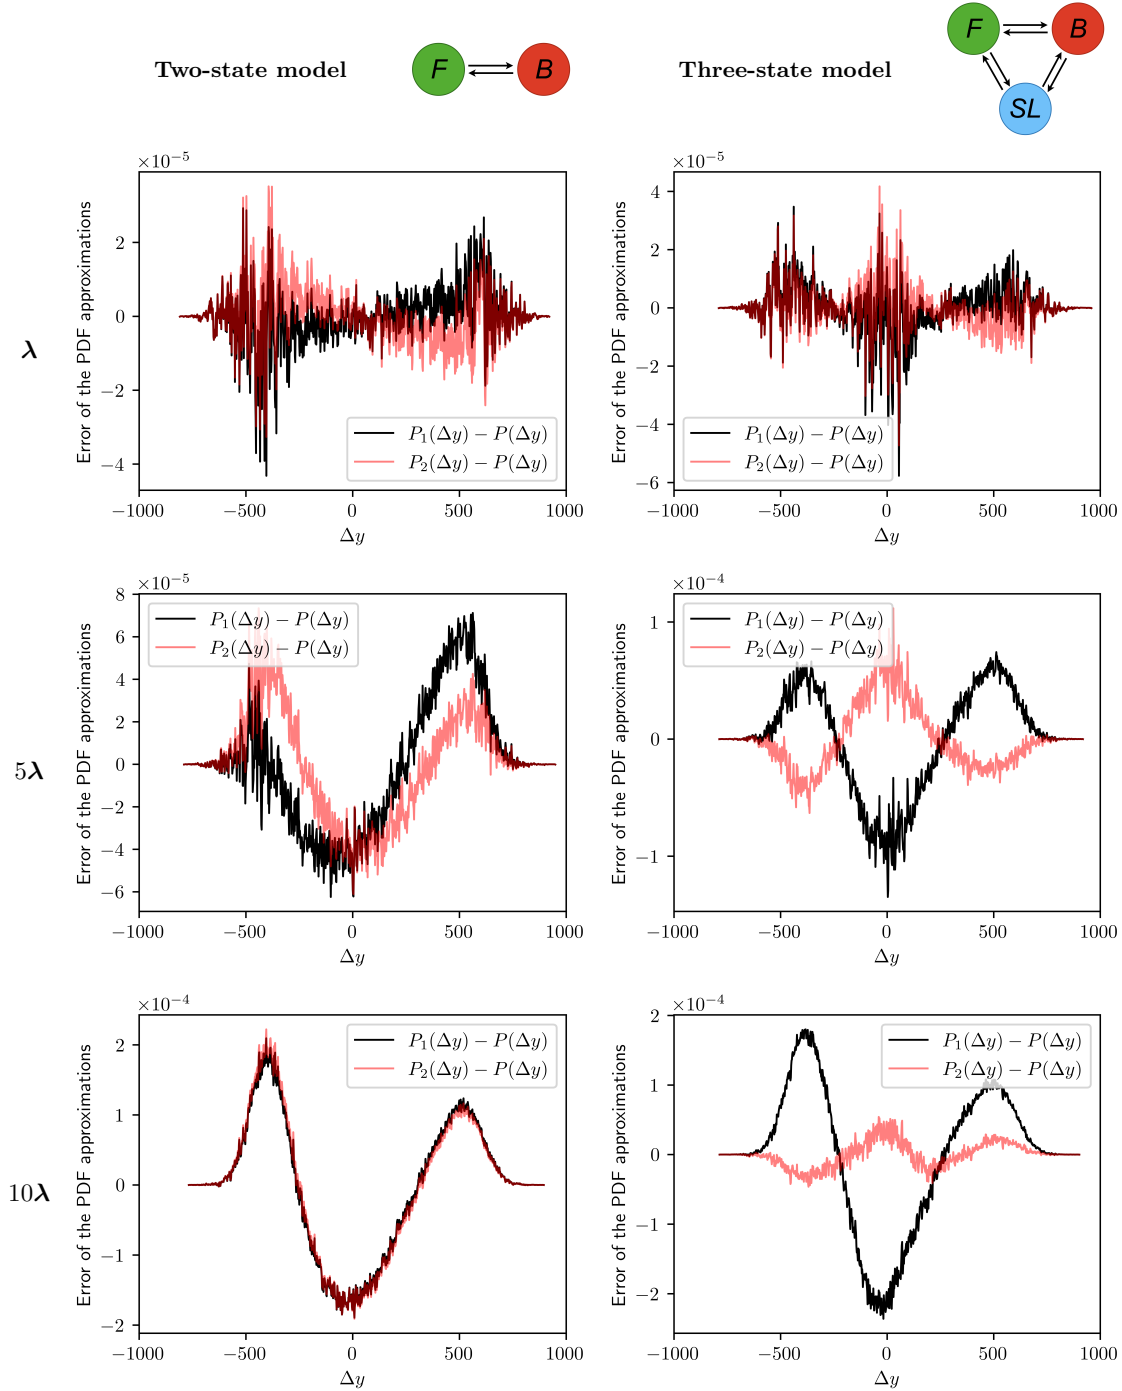 Two-state model
F
B
Three-state model
F
B
SL
λ
×10⁻⁵
Error of the PDF approximations
2
0
−2
−4
P₁(Δy) − P(Δy)
P₂(Δy) − P(Δy)
−1000
−500
0
500
1000
Δy
×10⁻⁵
Error of the PDF approximations
4
2
0
−2
−4
−6
P₁(Δy) − P(Δy)
P₂(Δy) − P(Δy)
−1000
−500
0
500
1000
Δy
5λ
×10⁻⁵
Error of the PDF approximations
8
6
4
2
0
−2
−4
−6
P₁(Δy) − P(Δy)
P₂(Δy) − P(Δy)
−1000
−500
0
500
1000
Δy
×10⁻⁴
Error of the PDF approximations
1
0
−1
P₁(Δy) − P(Δy)
P₂(Δy) − P(Δy)
−1000
−500
0
500
1000
Δy
10λ
×10⁻⁴
Error of the PDF approximations
2
1
0
−1
−2
P₁(Δy) − P(Δy)
P₂(Δy) − P(Δy)
−1000
−500
0
500
1000
Δy
×10⁻⁴
Error of the PDF approximations
2
1
0
−1
−2
P₁(Δy) − P(Δy)
P₂(Δy) − P(Δy)
−1000
−500
0
500
1000
Δy